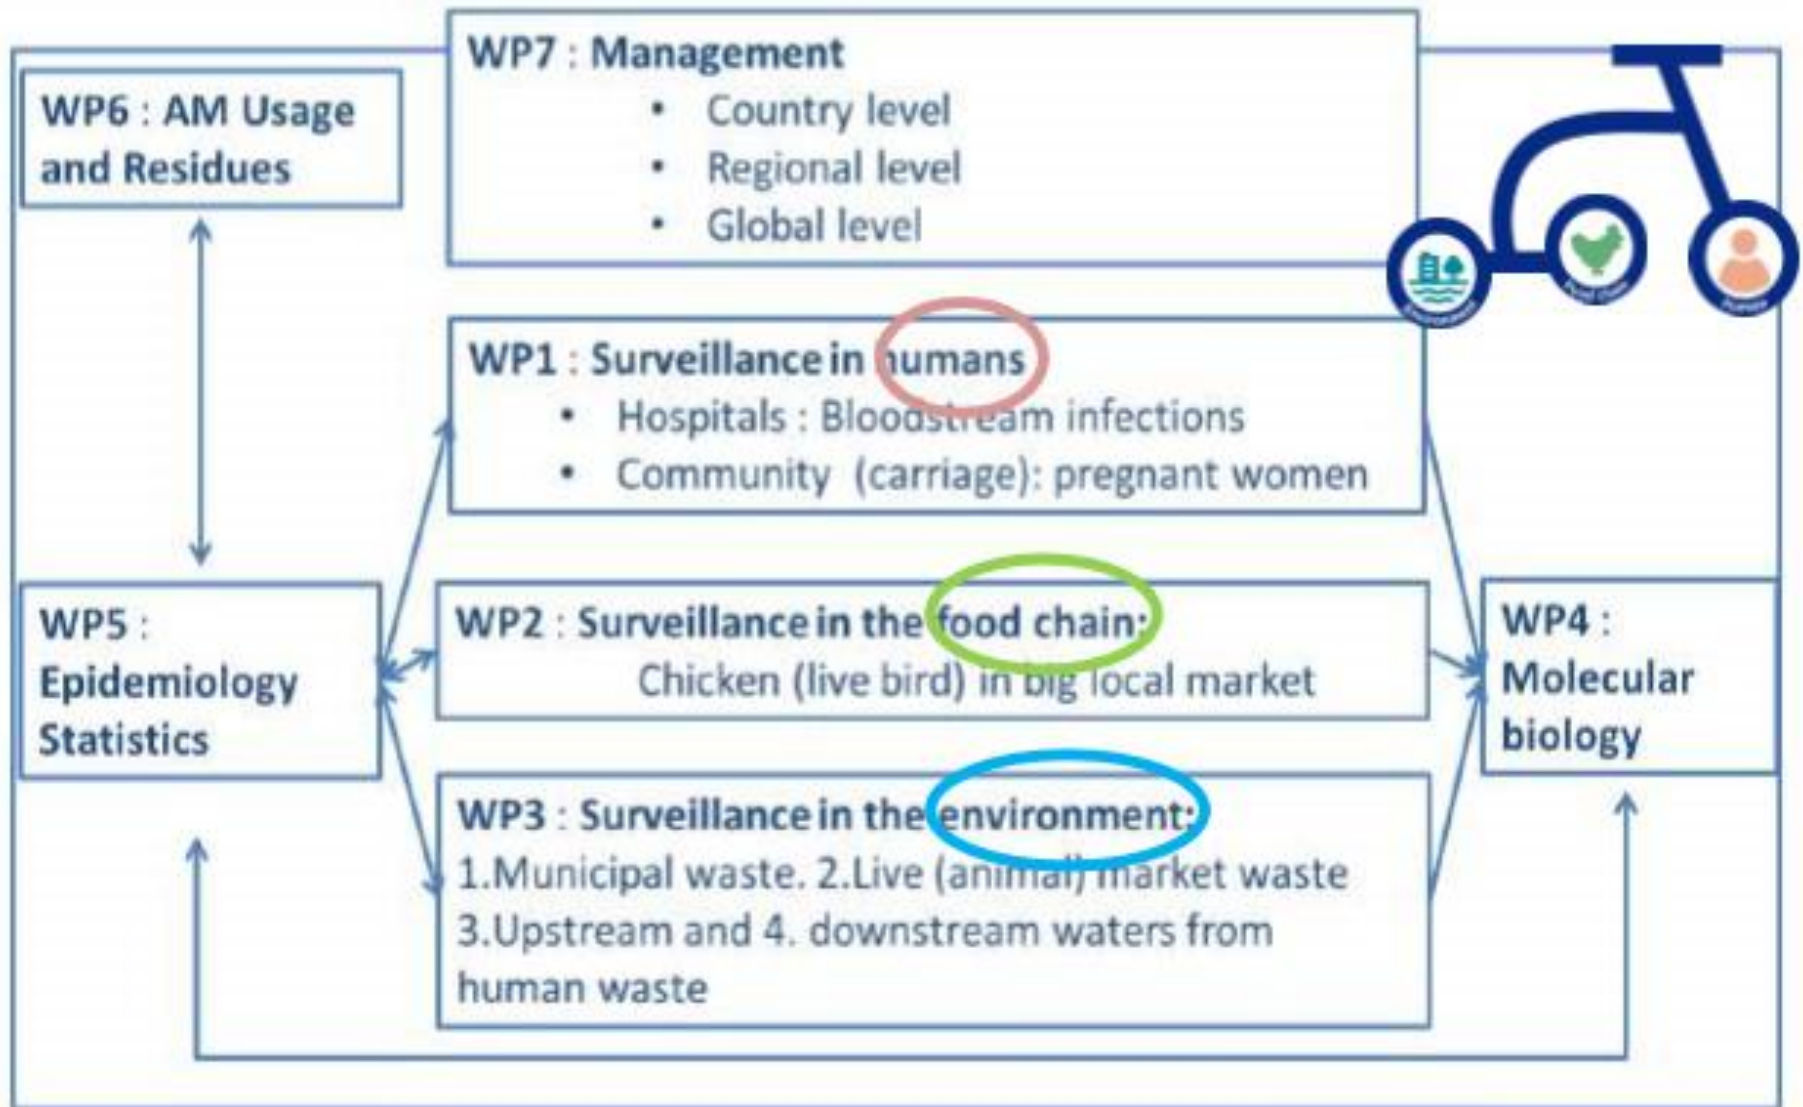 WP7 : Management
• Country level
• Regional level
• Global level
WP6 : AM Usage
and Residues
WP1 : Surveillance in humans
• Hospitals : Bloodstream infections
• Community (carriage): pregnant women
WP5 :
Epidemiology
Statistics
WP2 : Surveillance in the food chain:
Chicken (live bird) in big local market
WP4 :
Molecular
biology
WP3 : Surveillance in the environment:
1.Municipal waste. 2.Live (animal) market waste
3.Upstream and 4. downstream waters from
human waste